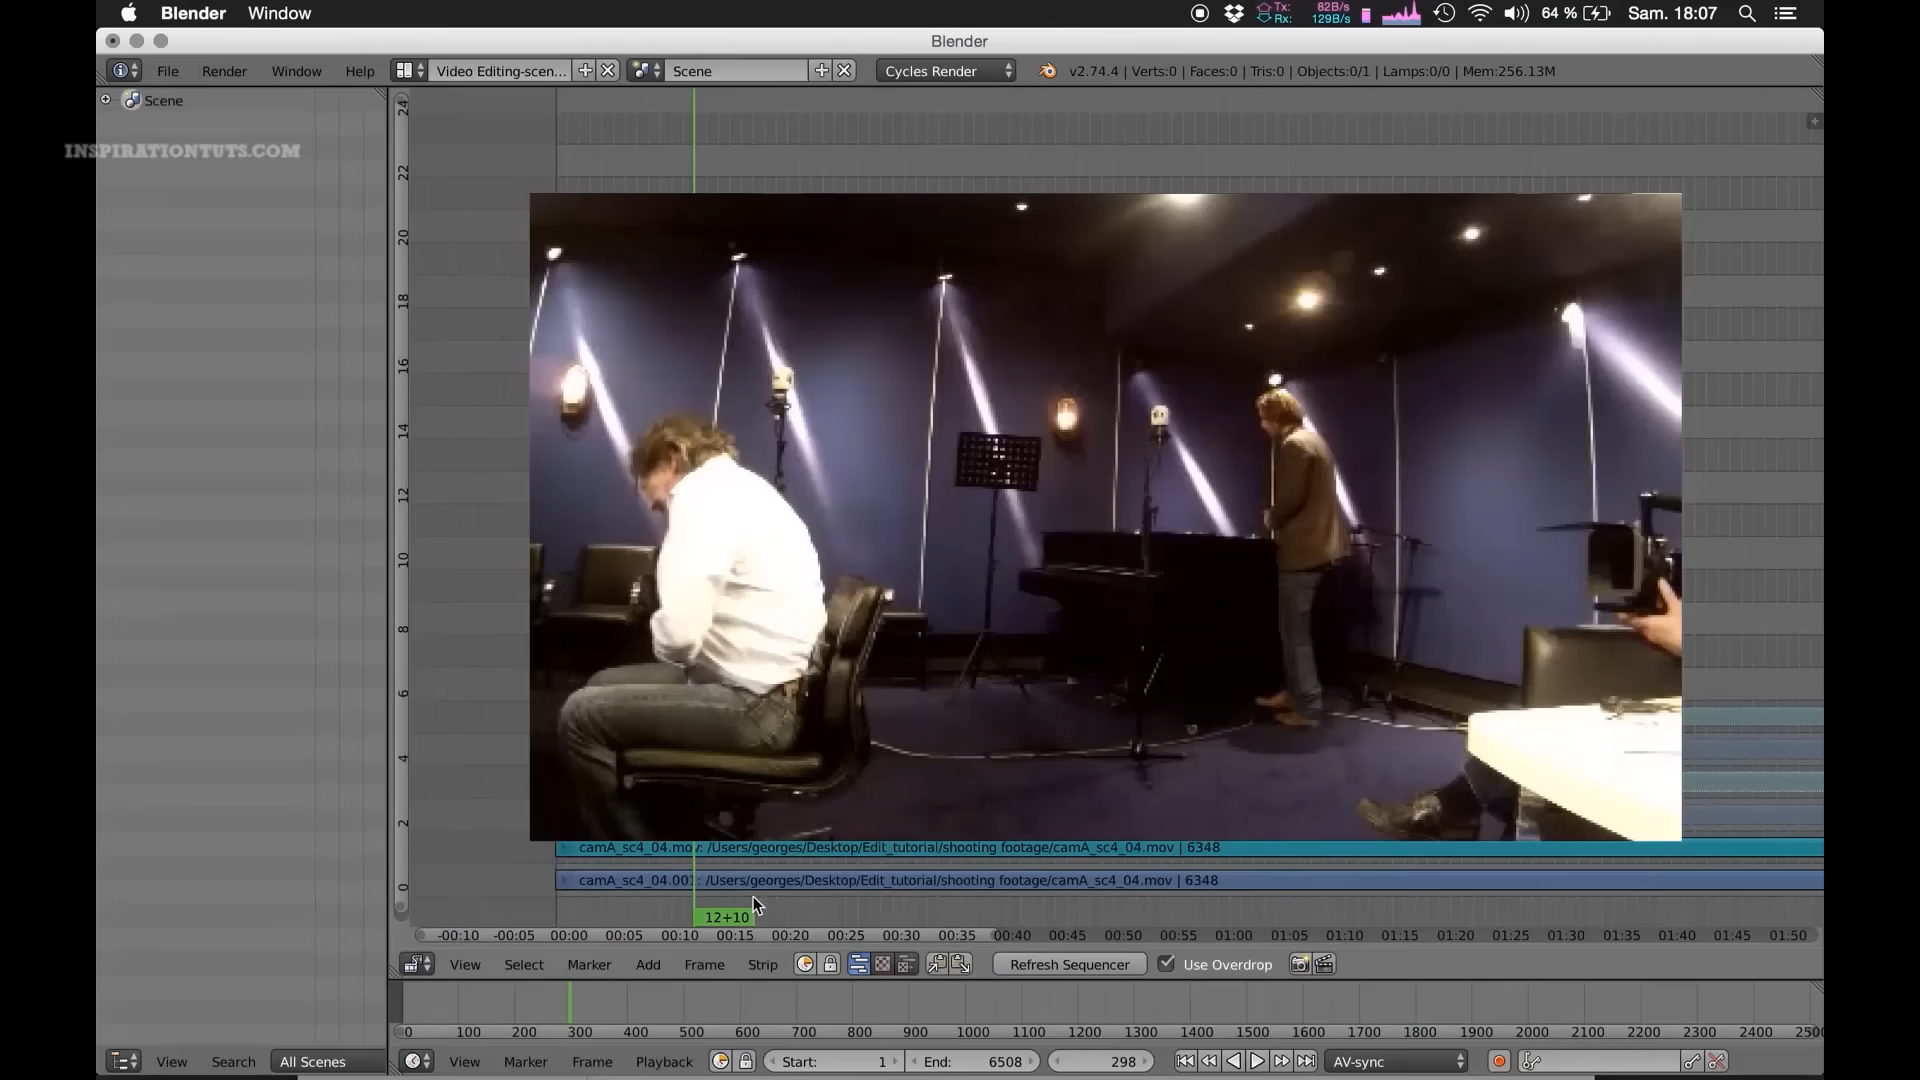 Blender Window Tx: 82B/s Rx: 129B/s 64 % Sam. 18:07
Blender
File Render Window Help Video Editing-scen... Scene Cycles Render v2.74.4 | Verts:0 | Faces:0 | Tris:0 | Objects:0/1 | Lamps:0/0 | Mem:256.13M
Scene
INSPIRATIONTUTS.COM
24
22
20
18
16
14
12
10
8
6
4
2
0
camA_sc4_04.mov: /Users/georges/Desktop/Edit_tutorial/shooting footage/camA_sc4_04.mov | 6348
camA_sc4_04.001: /Users/georges/Desktop/Edit_tutorial/shooting footage/camA_sc4_04.mov | 6348
12+10
-00:10 -00:05 00:00 00:05 00:10 00:15 00:20 00:25 00:30 00:35 00:40 00:45 00:50 00:55 01:00 01:05 01:10 01:15 01:20 01:25 01:30 01:35 01:40 01:45 01:50
View Select Marker Add Frame Strip Refresh Sequencer Use Overdrop
0 100 200 300 400 500 600 700 800 900 1000 1100 1200 1300 1400 1500 1600 1700 1800 1900 2000 2100 2200 2300 2400
View Search All Scenes View Marker Frame Playback Start: 1 End: 6508 298 AV-sync